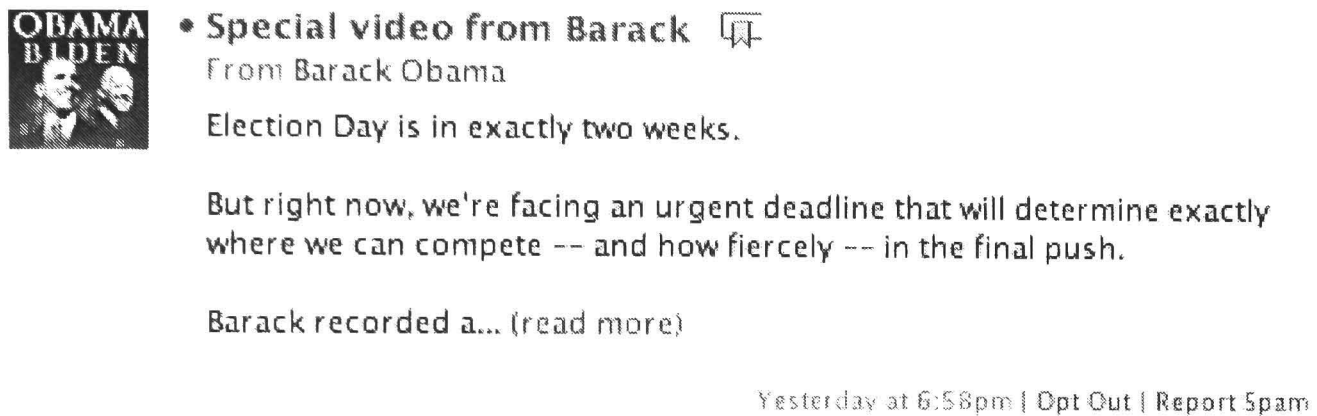 OBAMA
BIDEN
• Special video from Barack
From Barack Obama
Election Day is in exactly two weeks.
But right now, we're facing an urgent deadline that will determine exactly
where we can compete -- and how fiercely -- in the final push.
Barack recorded a... (read more)
Yesterday at 6:58pm | Opt Out | Report Spam